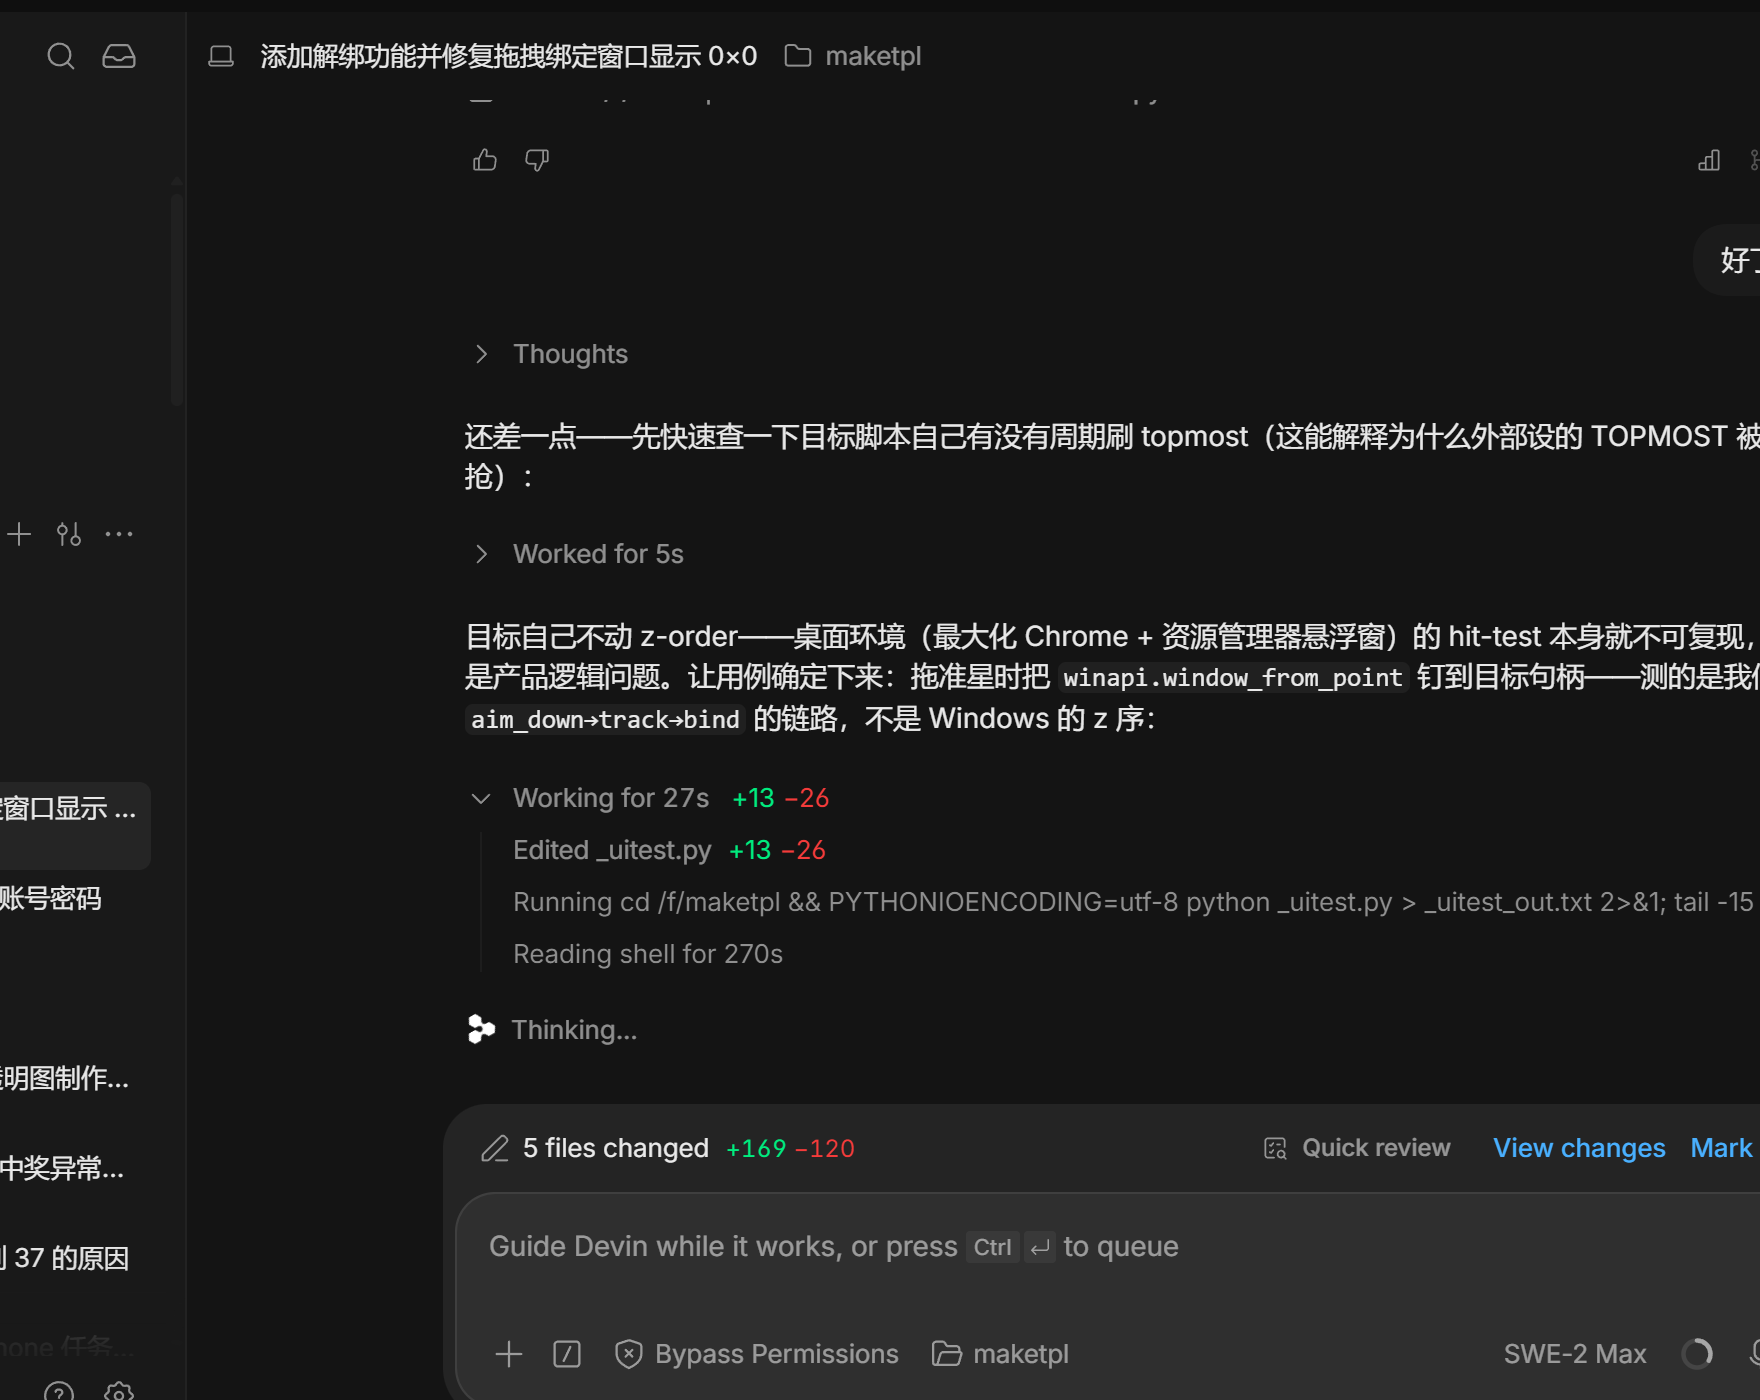 添加解绑功能并修复拖拽绑定窗口显示 0×0 maketpl
好了
Thoughts
还差一点——先快速查一下目标脚本自己有没有周期刷 topmost（这能解释为什么外部设的 TOPMOST 被
抢）：
Worked for 5s
目标自己不动 z-order——桌面环境（最大化 Chrome + 资源管理器悬浮窗）的 hit-test 本身就不可复现，
是产品逻辑问题。让用例确定下来：拖准星时把 winapi.window_from_point 钉到目标句柄——测的是我们
aim_down→track→bind 的链路，不是 Windows 的 z 序：
Working for 27s +13 −26
Edited _uitest.py +13 −26
Running cd /f/maketpl && PYTHONIOENCODING=utf-8 python _uitest.py > _uitest_out.txt 2>&1; tail -15
Reading shell for 270s
Thinking...
定窗口显示 ...
账号密码
透明图制作...
中奖异常...
到 37 的原因
任务...
5 files changed +169 −120 Quick review View changes Mark
Guide Devin while it works, or press Ctrl ↵ to queue
Bypass Permissions maketpl SWE-2 Max